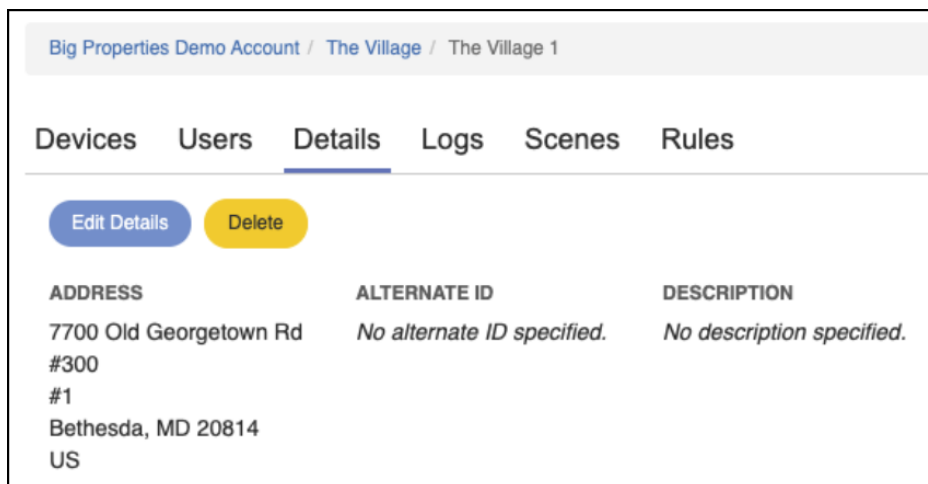 Big Properties Demo Account / The Village / The Village 1
Devices Users Details Logs Scenes Rules
Edit Details Delete
ADDRESS ALTERNATE ID DESCRIPTION
7700 Old Georgetown Rd No alternate ID specified. No description specified.
#300
#1
Bethesda, MD 20814
US